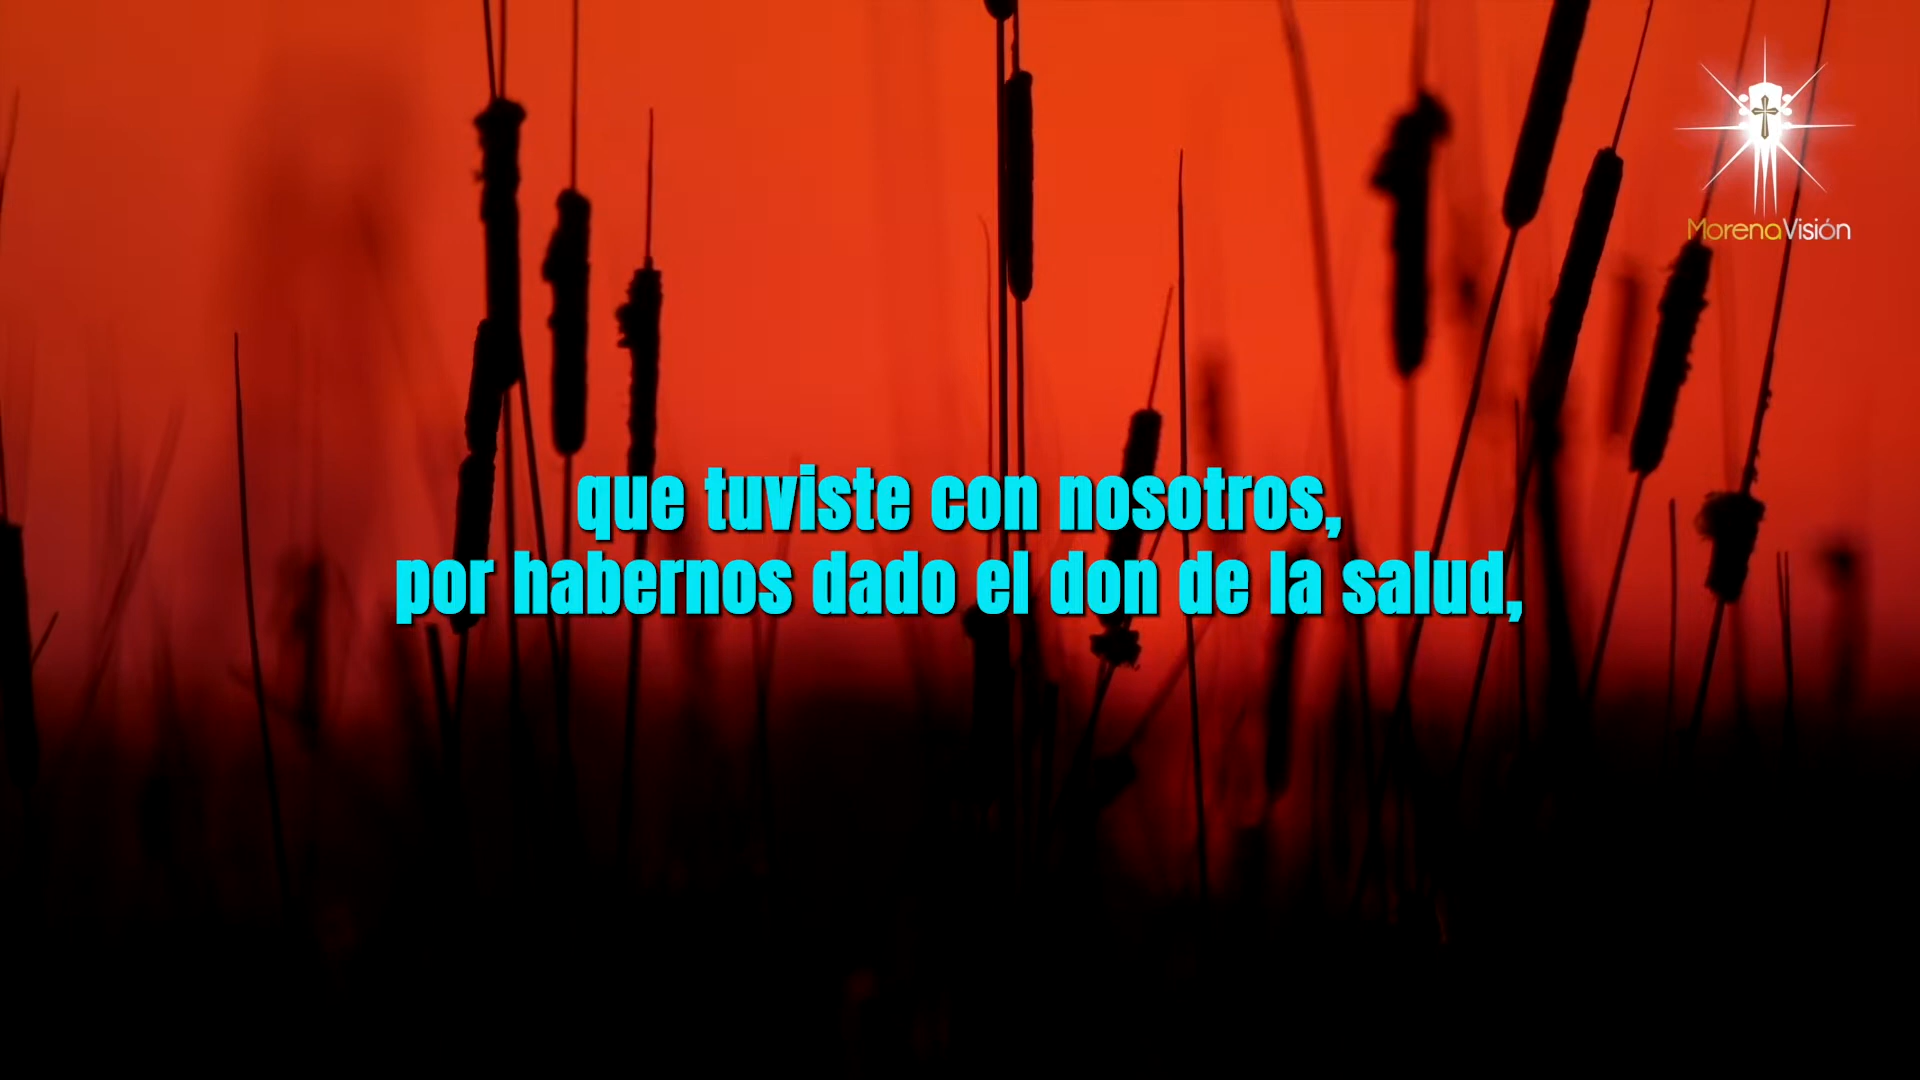 MorenaVisión
que tuviste con nosotros,
por habernos dado el don de la salud,